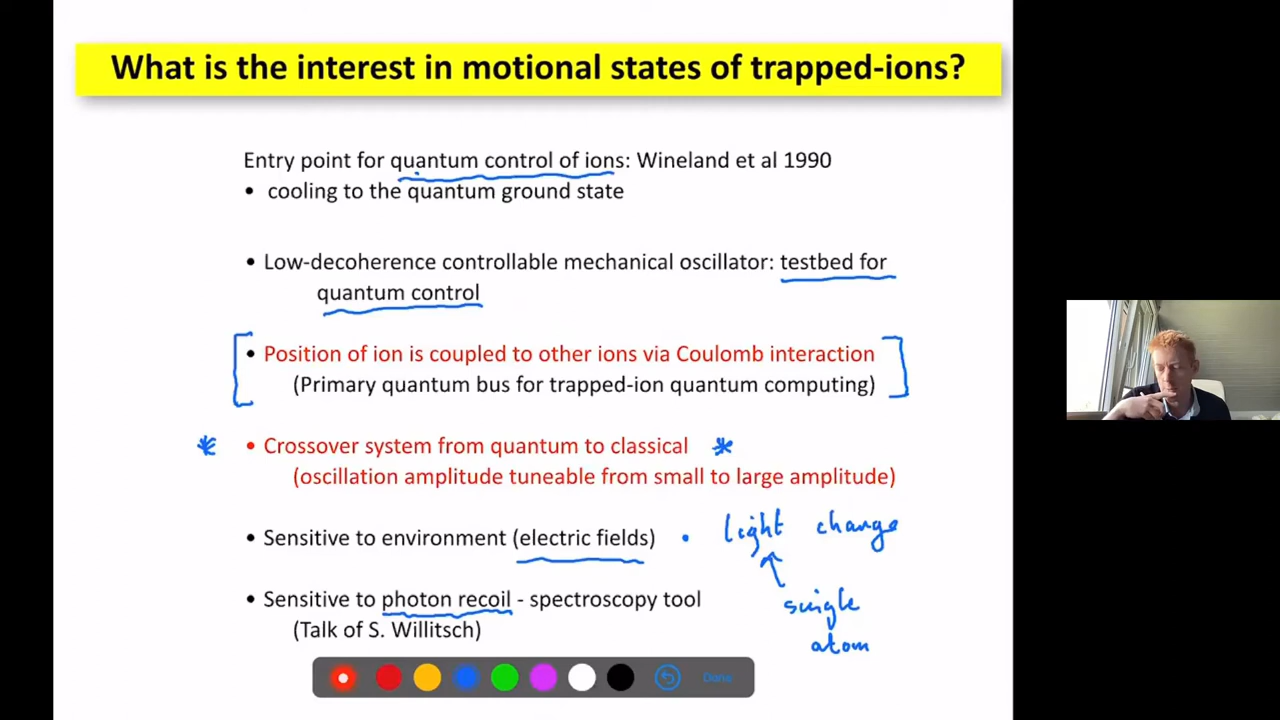 What is the interest in motional states of trapped-ions?
Entry point for quantum control of ions: Wineland et al 1990
• cooling to the quantum ground state
• Low-decoherence controllable mechanical oscillator: testbed for
quantum control
• Position of ion is coupled to other ions via Coulomb interaction
(Primary quantum bus for trapped-ion quantum computing)
* • Crossover system from quantum to classical *
(oscillation amplitude tuneable from small to large amplitude)
• Sensitive to environment (electric fields) • light change
• Sensitive to photon recoil - spectroscopy tool
single
(Talk of S. Willitsch)
atom
Done